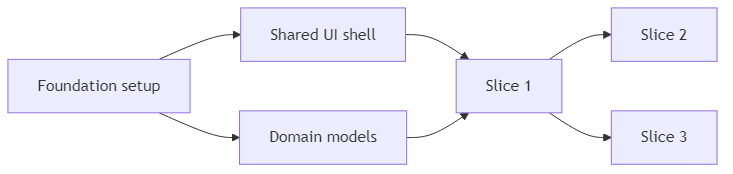 Foundation setup
Shared UI shell
Domain models
Slice 1
Slice 2
Slice 3